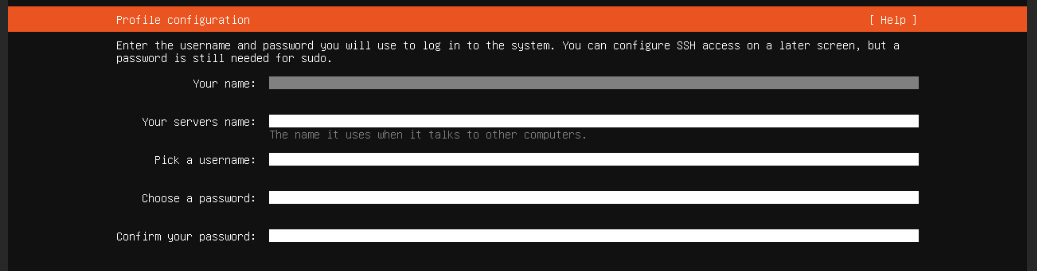 Profile configuration [ Help ]
Enter the username and password you will use to log in to the system. You can configure SSH access on a later screen, but a
password is still needed for sudo.
Your name:
Your servers name:
The name it uses when it talks to other computers.
Pick a username:
Choose a password:
Confirm your password: